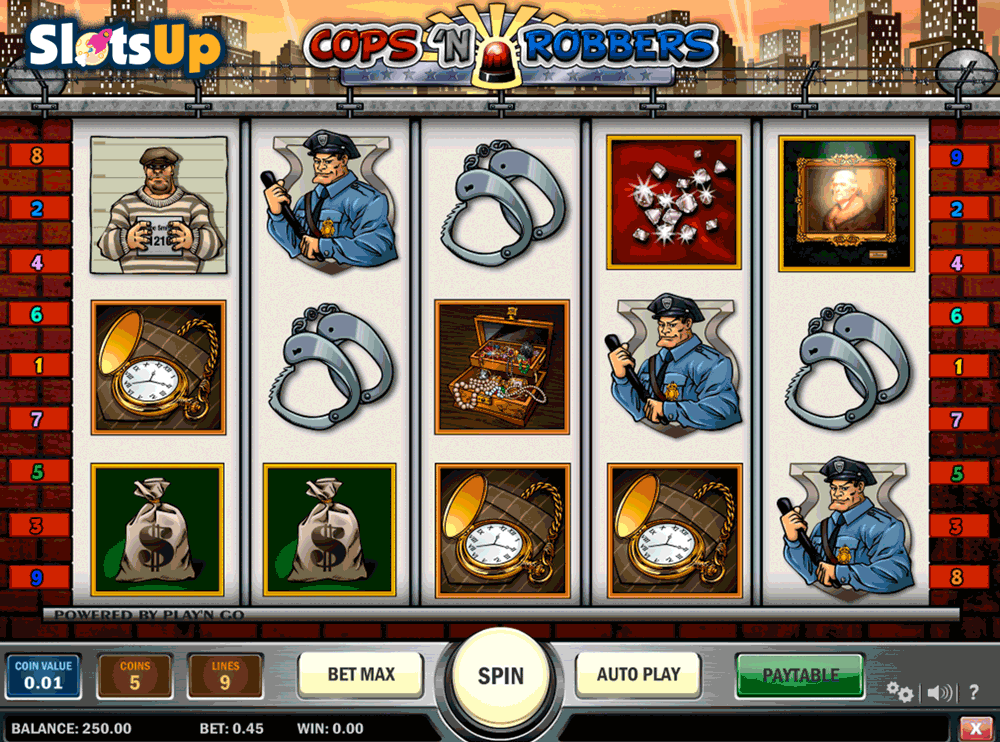 SlotsUp
COPS 'N ROBBERS
8 9
2 2
4 4
6 6
1 1
7 7
5 5
3 3
9 8
1210
POWERED BY PLAY'N GO
COIN VALUE
0.01
COINS
5
LINES
9
BET MAX
SPIN
AUTO PLAY
PAYTABLE
?
BALANCE: 250.00 BET: 0.45 WIN: 0.00
X